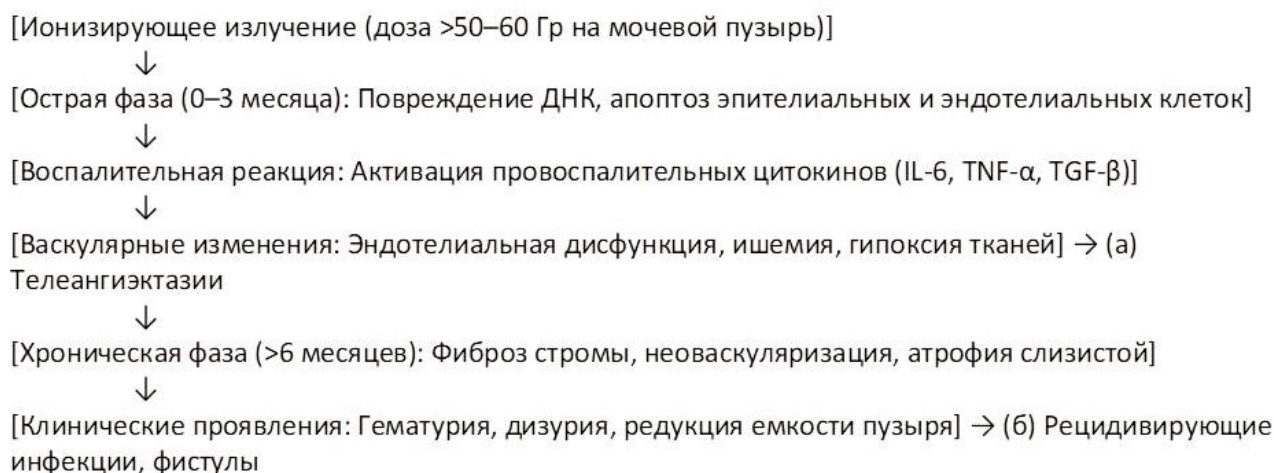 [Ионизирующее излучение (доза >50–60 Гр на мочевой пузырь)]
↓
[Острая фаза (0–3 месяца): Повреждение ДНК, апоптоз эпителиальных и эндотелиальных клеток]
↓
[Воспалительная реакция: Активация провоспалительных цитокинов (IL-6, TNF-α, TGF-β)]
↓
[Васкулярные изменения: Эндотелиальная дисфункция, ишемия, гипоксия тканей] → (а)
Телеангиэктазии
↓
[Хроническая фаза (>6 месяцев): Фиброз стромы, неоваскуляризация, атрофия слизистой]
↓
[Клинические проявления: Гематурия, дизурия, редукция емкости пузыря] → (б) Рецидивирующие
инфекции, фистулы